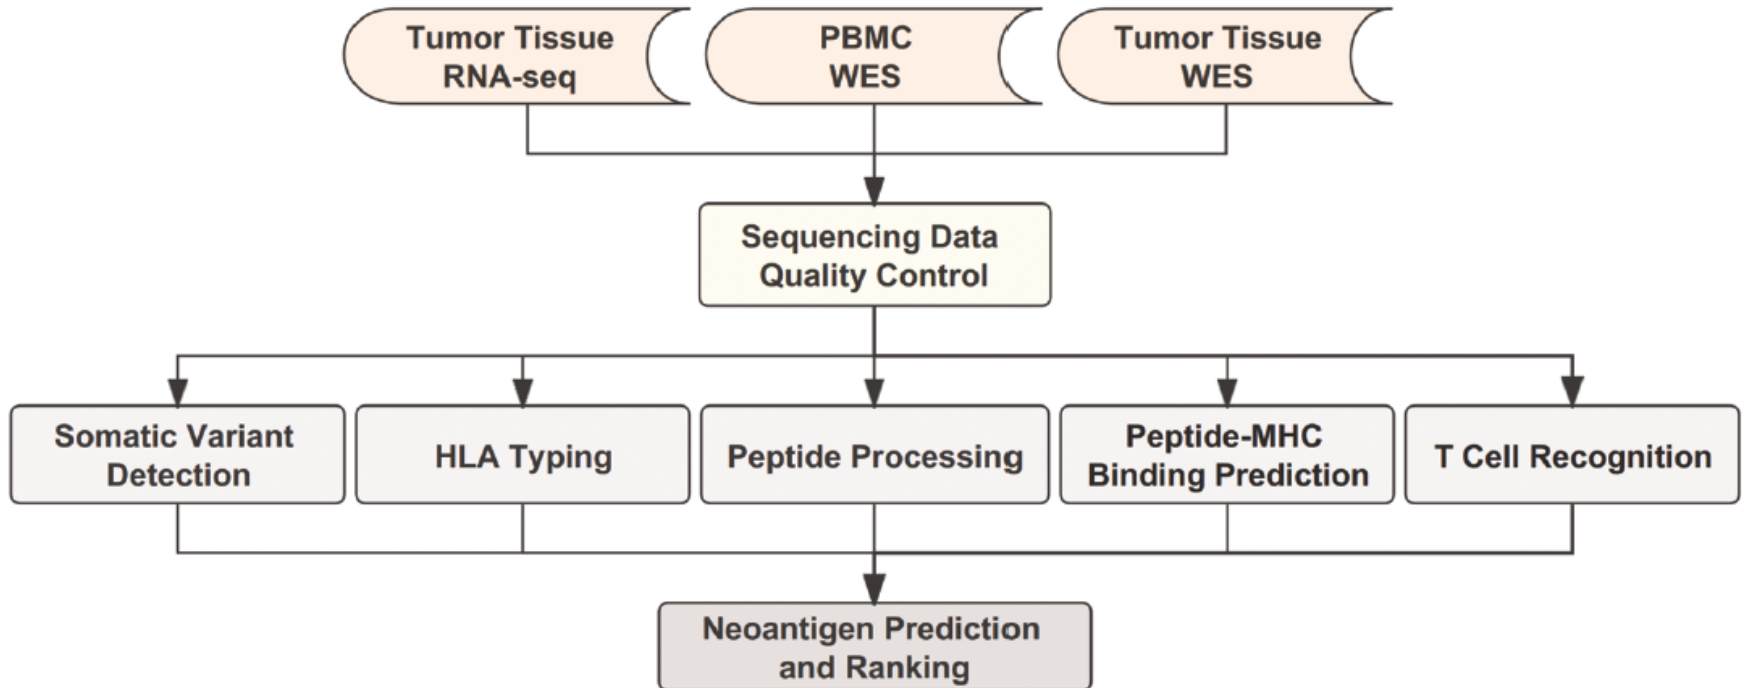 Tumor Tissue
RNA-seq
PBMC
WES
Tumor Tissue
WES
Sequencing Data
Quality Control
Somatic Variant
Detection
HLA Typing
Peptide Processing
Peptide-MHC
Binding Prediction
T Cell Recognition
Neoantigen Prediction
and Ranking